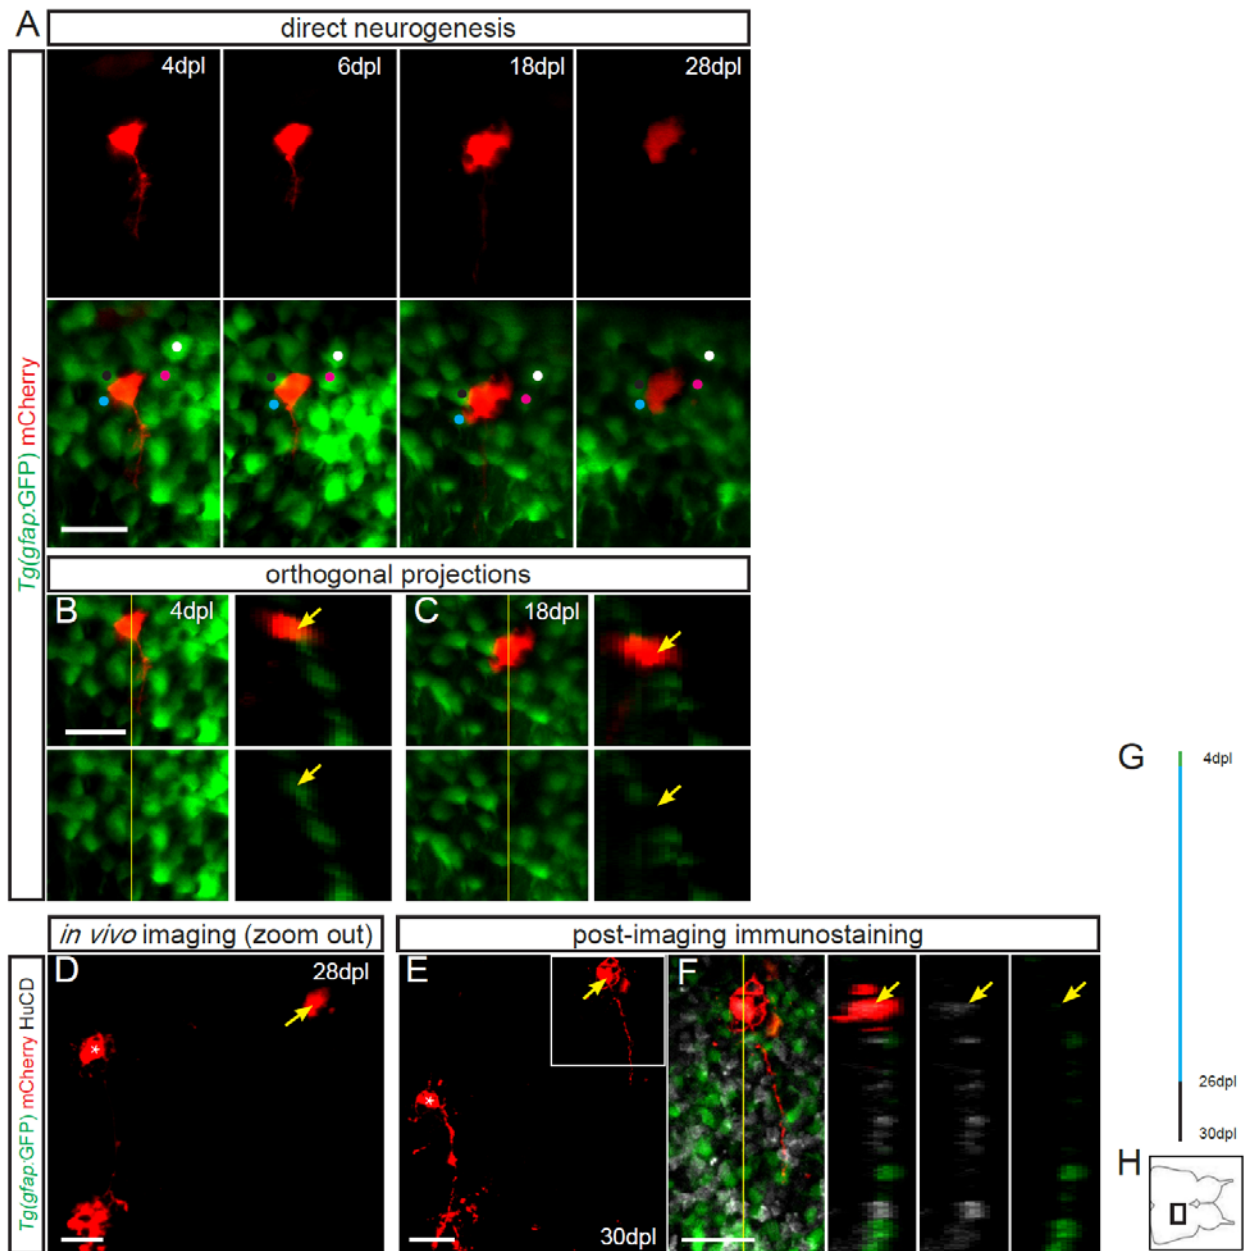 A
direct neurogenesis
4dpl
6dpl
18dpl
28dpl
Tg(gfap:GFP) mCherry
orthogonal projections
B
4dpl
C
18dpl
G
4dpl
26dpl
30dpl
in vivo imaging (zoom out)
post-imaging immunostaining
Tg(gfap:GFP) mCherry HuCD
D
28dpl
*
E
*
30dpl
F
H